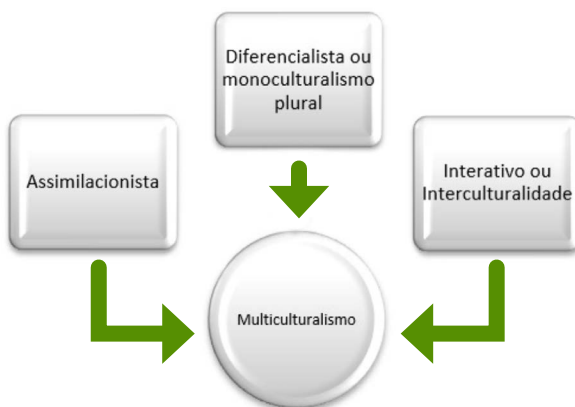 Diferencialista ou
monoculturalismo
plural
Assimilacionista
Interativo ou
Interculturalidade
Multiculturalismo